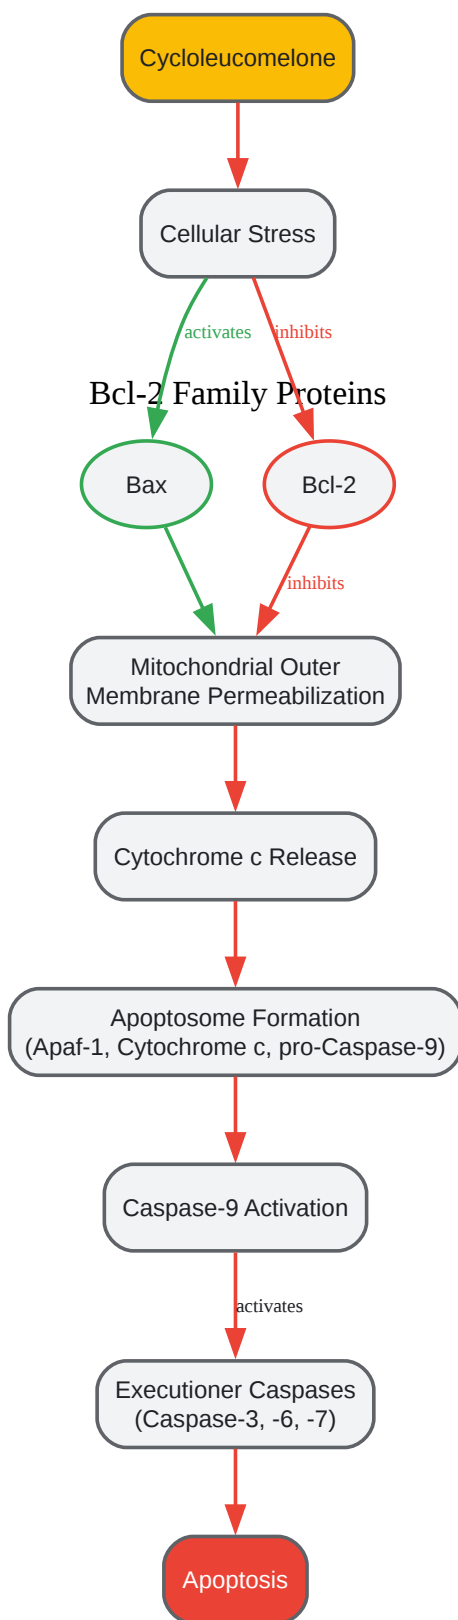 Cycloleucomelone
Cellular Stress
activates
inhibits
Bcl-2 Family Proteins
Bax
Bcl-2
inhibits
Mitochondrial Outer
Membrane Permeabilization
Cytochrome c Release
Apoptosome Formation
(Apaf-1, Cytochrome c, pro-Caspase-9)
Caspase-9 Activation
activates
Executioner Caspases
(Caspase-3, -6, -7)
Apoptosis